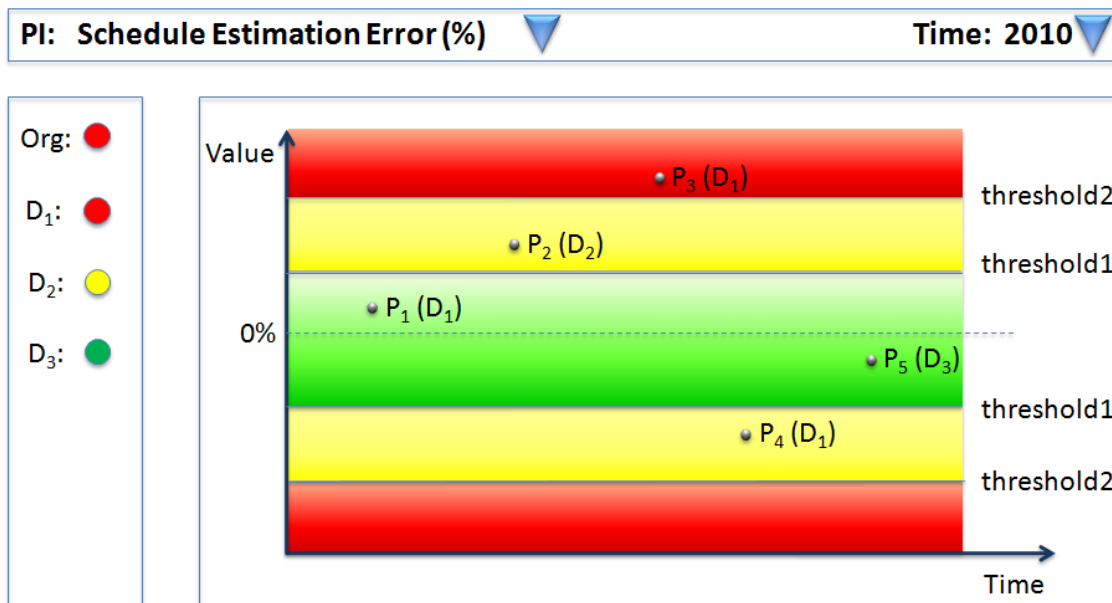 PI: Schedule Estimation Error (%)
Time: 2010
Org:
D1:
D2:
D3:
Value
P3 (D1)
threshold2
P2 (D2)
threshold1
P1 (D1)
0%
P5 (D3)
threshold1
P4 (D1)
threshold2
Time